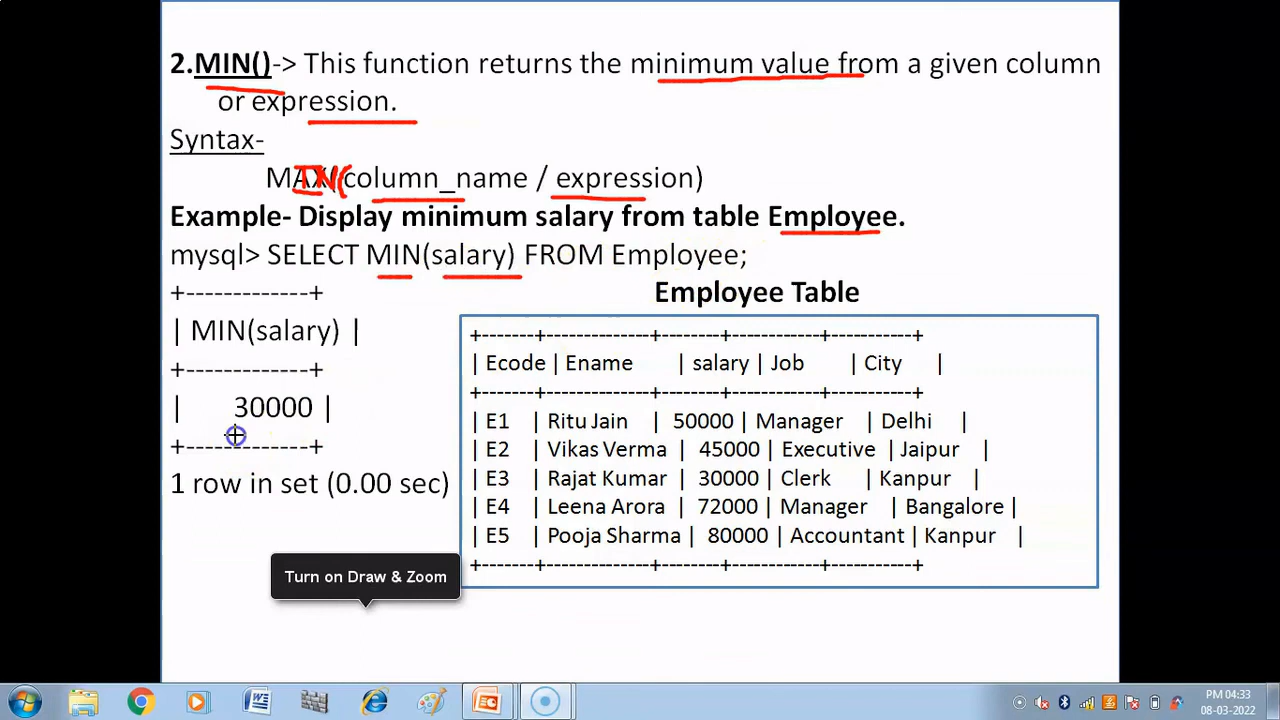 2.MIN()-> This function returns the minimum value from a given column
or expression.
Syntax-
MAX(column_name / expression)
IN(
Example- Display minimum salary from table Employee.
mysql> SELECT MIN(salary) FROM Employee;
+-------------+
| MIN(salary) |
+-------------+
| 30000 |
+-------------+
1 row in set (0.00 sec)
Employee Table
+-------+-------------+--------+-----------+-----------+
| Ecode | Ename | salary | Job | City |
+-------+-------------+--------+-----------+-----------+
| E1 | Ritu Jain | 50000 | Manager | Delhi |
| E2 | Vikas Verma | 45000 | Executive | Jaipur |
| E3 | Rajat Kumar | 30000 | Clerk | Kanpur |
| E4 | Leena Arora | 72000 | Manager | Bangalore |
| E5 | Pooja Sharma | 80000 | Accountant | Kanpur |
+-------+-------------+--------+-----------+-----------+
Turn on Draw & Zoom
PM 04:33
08-03-2022